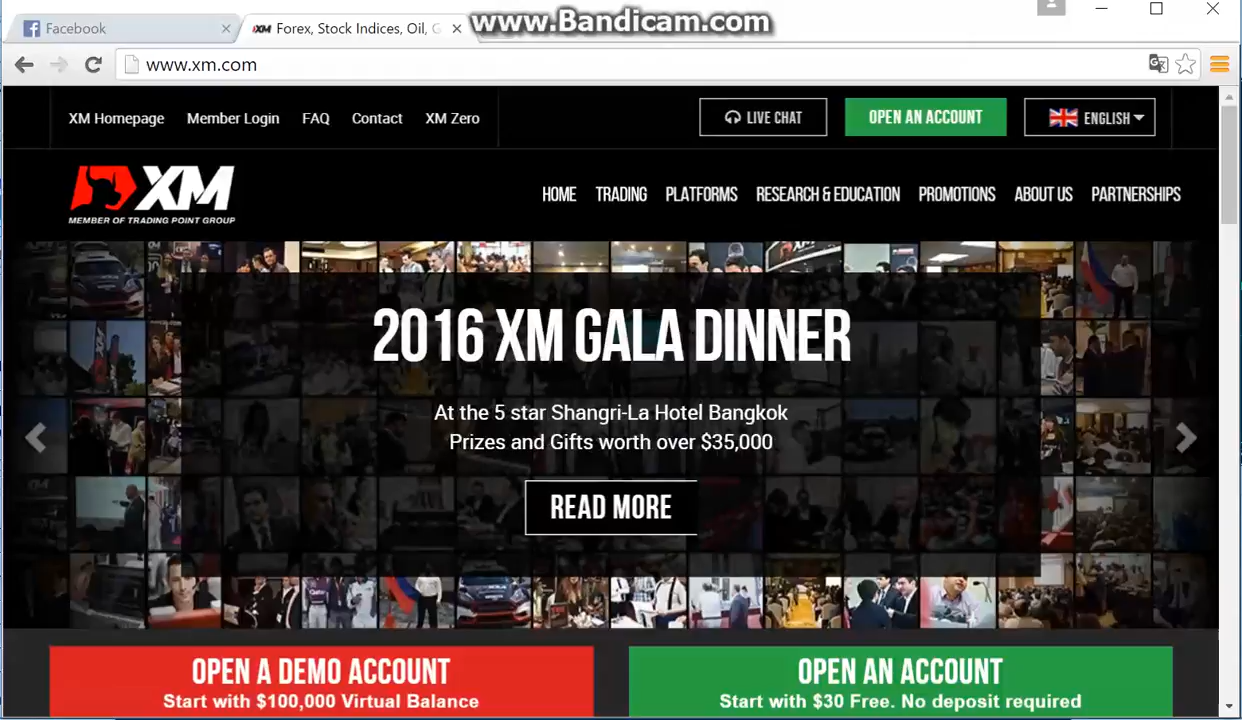 Facebook
XM Forex, Stock Indices, Oil, G
www.Bandicam.com
www.xm.com
XM Homepage
Member Login
FAQ
Contact
XM Zero
LIVE CHAT
OPEN AN ACCOUNT
ENGLISH
XM
MEMBER OF TRADING POINT GROUP
HOME
TRADING
PLATFORMS
RESEARCH & EDUCATION
PROMOTIONS
ABOUT US
PARTNERSHIPS
2016 XM GALA DINNER
At the 5 star Shangri-La Hotel Bangkok
Prizes and Gifts worth over $35,000
READ MORE
OPEN A DEMO ACCOUNT
Start with $100,000 Virtual Balance
OPEN AN ACCOUNT
Start with $30 Free. No deposit required